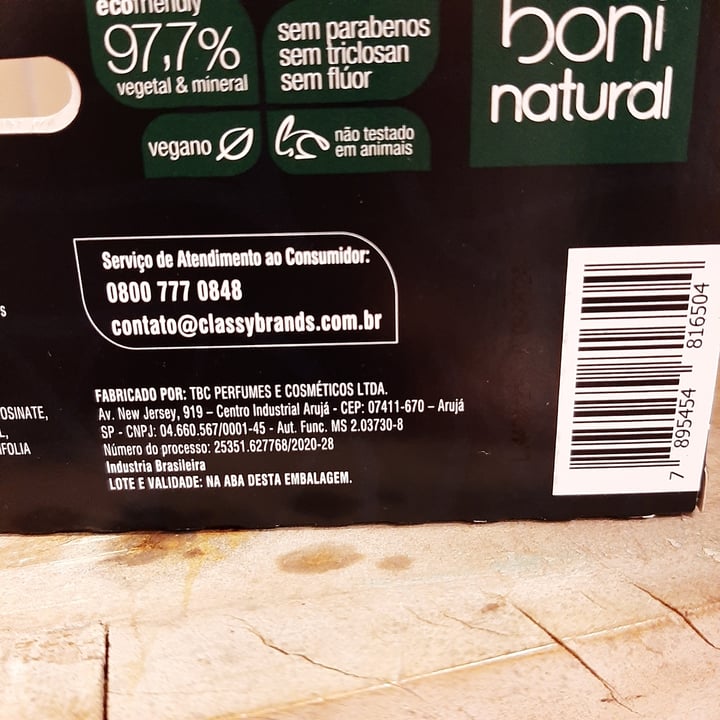 ecofriendly
97,7%
vegetal & mineral
sem parabenos
sem triclosan
sem flúor
vegano
não testado
em animais
boni
natural
Serviço de Atendimento ao Consumidor:
0800 777 0848
contato@classybrands.com.br
OSINATE,
L,
IFOLIA
FABRICADO POR: TBC PERFUMES E COSMÉTICOS LTDA.
Av. New Jersey, 919 – Centro Industrial Arujá - CEP: 07411-670 – Arujá
SP - CNPJ: 04.660.567/0001-45 - Aut. Func. MS 2.03730-8
Número do processo: 25351.627768/2020-28
Indústria Brasileira
LOTE E VALIDADE: NA ABA DESTA EMBALAGEM.
7 895454 816504